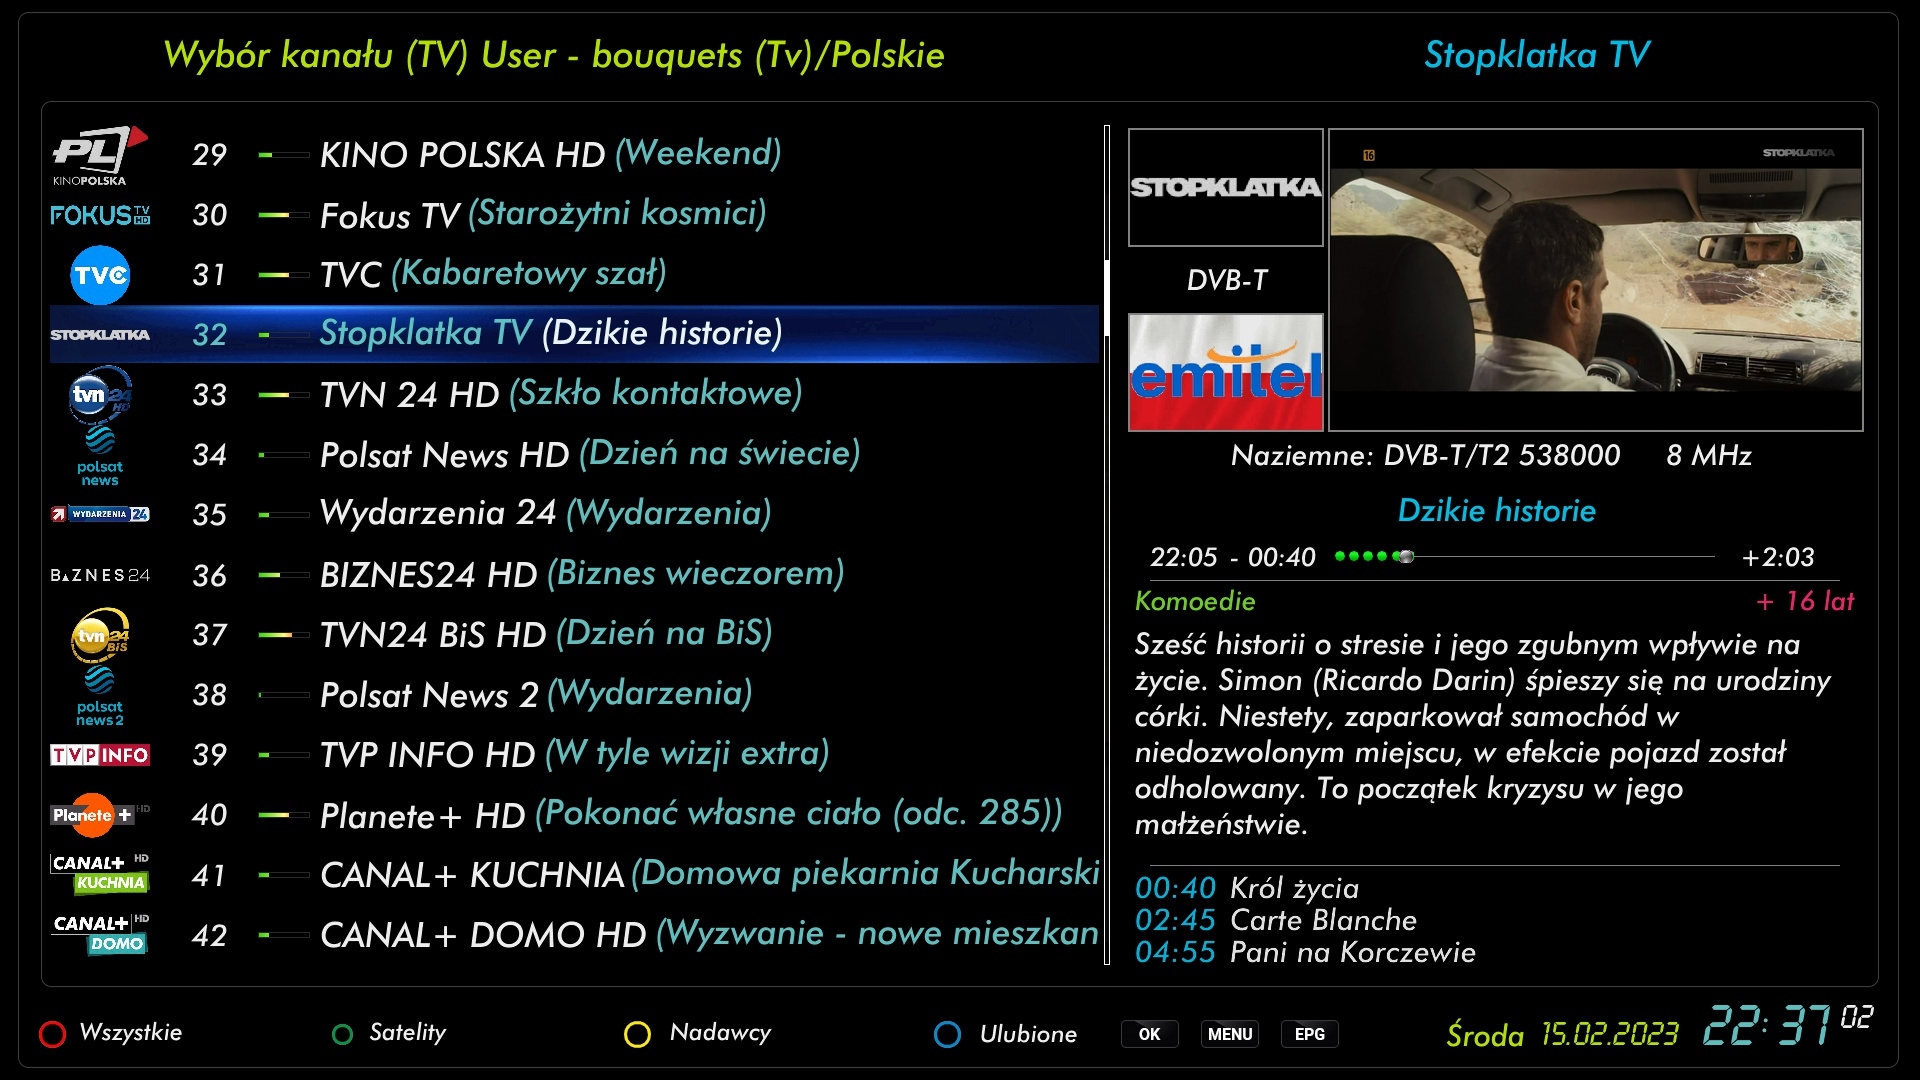 Wybór kanału (TV) User - bouquets (Tv)/Polskie
Stopklatka TV
PL KINOPOLSKA 29 KINO POLSKA HD (Weekend)
FOKUS TV HD 30 Fokus TV (Starożytni kosmici)
TVC 31 TVC (Kabaretowy szał)
STOPKLATKA 32 Stopklatka TV (Dzikie historie)
tvn 24 HD 33 TVN 24 HD (Szkło kontaktowe)
polsat news 34 Polsat News HD (Dzień na świecie)
WYDARZENIA 24 35 Wydarzenia 24 (Wydarzenia)
BIZNES24 36 BIZNES24 HD (Biznes wieczorem)
tvn 24 BiS 37 TVN24 BiS HD (Dzień na BiS)
polsat news 2 38 Polsat News 2 (Wydarzenia)
TVP INFO 39 TVP INFO HD (W tyle wizji extra)
Planete + HD 40 Planete+ HD (Pokonać własne ciało (odc. 285))
CANAL+ HD KUCHNIA 41 CANAL+ KUCHNIA (Domowa piekarnia Kucharski
CANAL+ HD DOMO 42 CANAL+ DOMO HD (Wyzwanie - nowe mieszkan
STOPKLATKA
DVB-T
emitel
16
STOPKLATKA
Naziemne: DVB-T/T2 538000 8 MHz
Dzikie historie
22:05 - 00:40 +2:03
Komoedie + 16 lat
Sześć historii o stresie i jego zgubnym wpływie na
życie. Simon (Ricardo Darin) śpieszy się na urodziny
córki. Niestety, zaparkował samochód w
niedozwolonym miejscu, w efekcie pojazd został
odholowany. To początek kryzysu w jego
małżeństwie.
00:40 Król życia
02:45 Carte Blanche
04:55 Pani na Korczewie
Wszystkie Satelity Nadawcy Ulubione OK MENU EPG Środa 15.02.2023 22:37 02